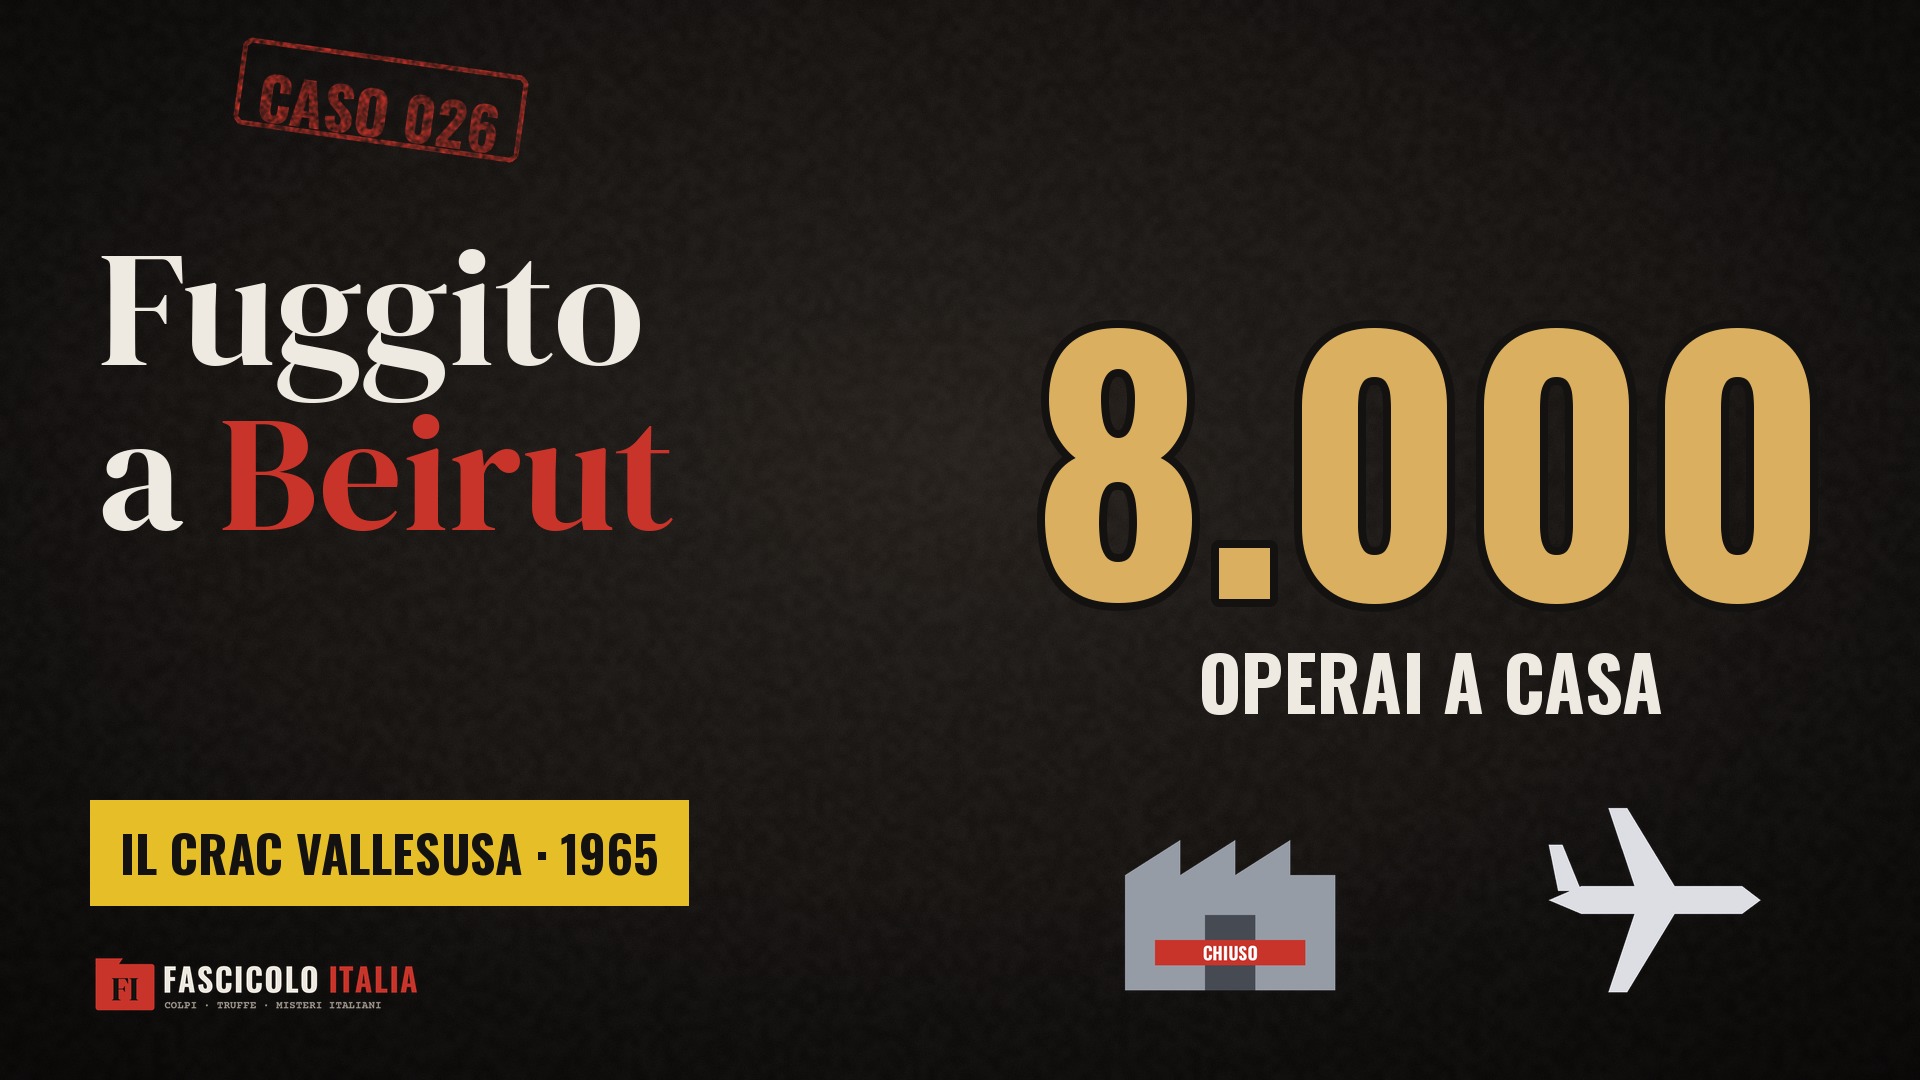 CASO 026
Fuggito
a Beirut
8.000
OPERAI A CASA
IL CRAC VALLESUSA · 1965
CHIUSO
FI
FASCICOLO ITALIA
COLPI · TRUFFE · MISTERI ITALIANI